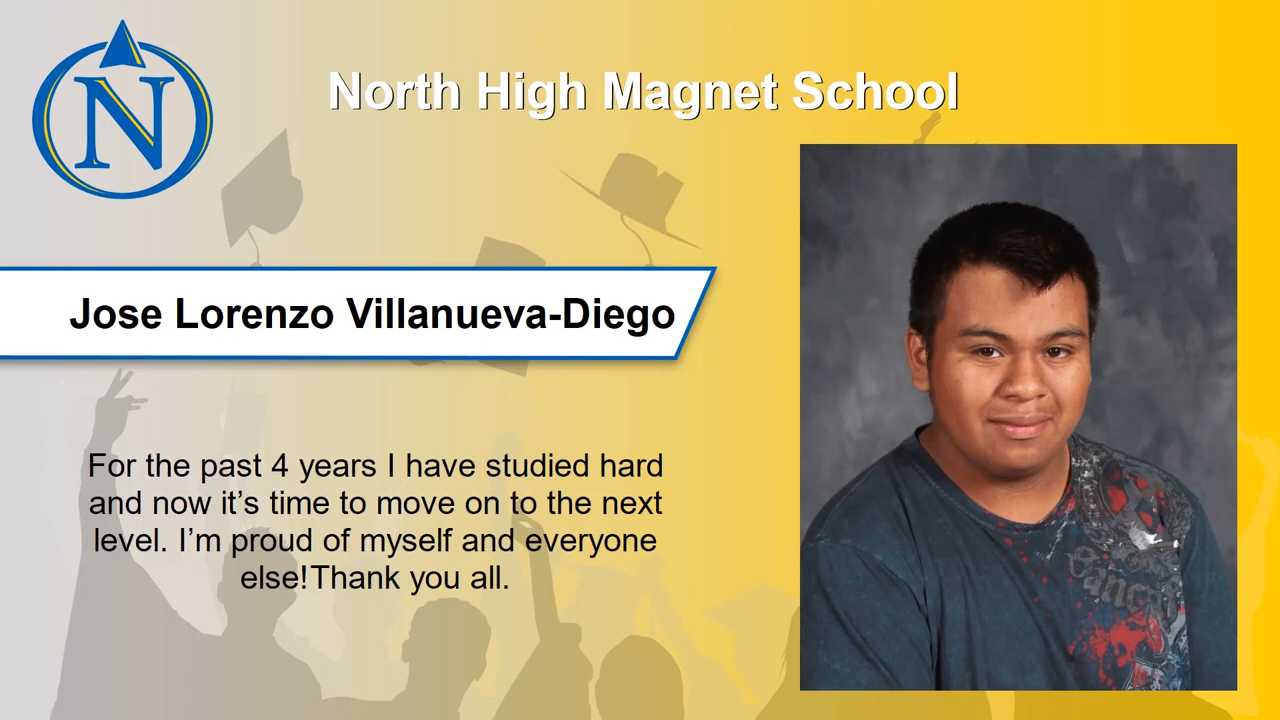 N
North High Magnet School
Jose Lorenzo Villanueva-Diego
For the past 4 years I have studied hard
and now it’s time to move on to the next
level. I’m proud of myself and everyone
else!Thank you all.